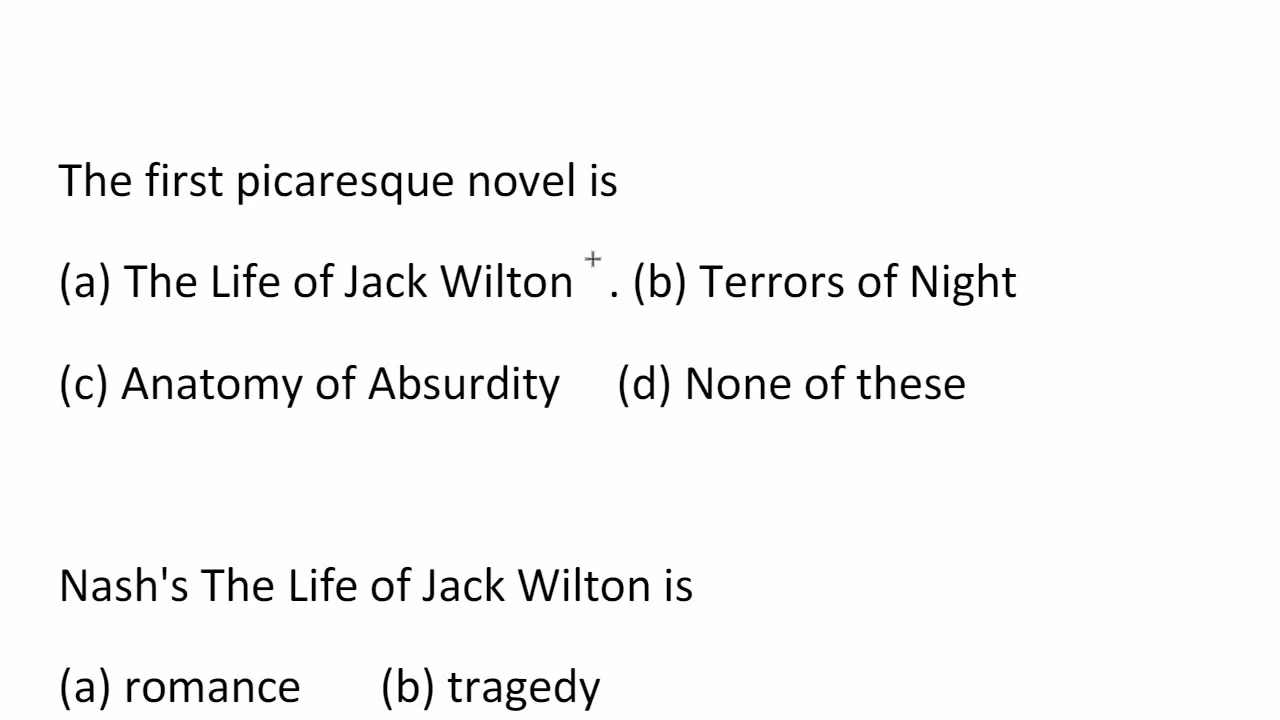 The first picaresque novel is
(a) The Life of Jack Wilton . (b) Terrors of Night
(c) Anatomy of Absurdity (d) None of these
Nash's The Life of Jack Wilton is
(a) romance (b) tragedy